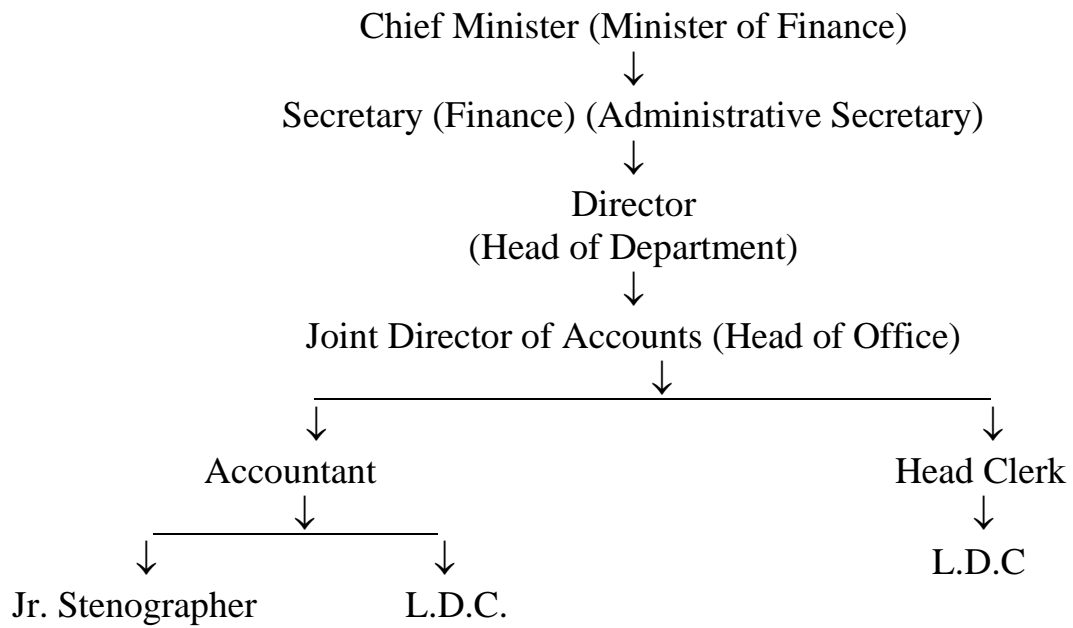 Chief Minister (Minister of Finance)
Secretary (Finance) (Administrative Secretary)
Director
(Head of Department)
Joint Director of Accounts (Head of Office)
Accountant
Head Clerk
L.D.C
Jr. Stenographer
L.D.C.